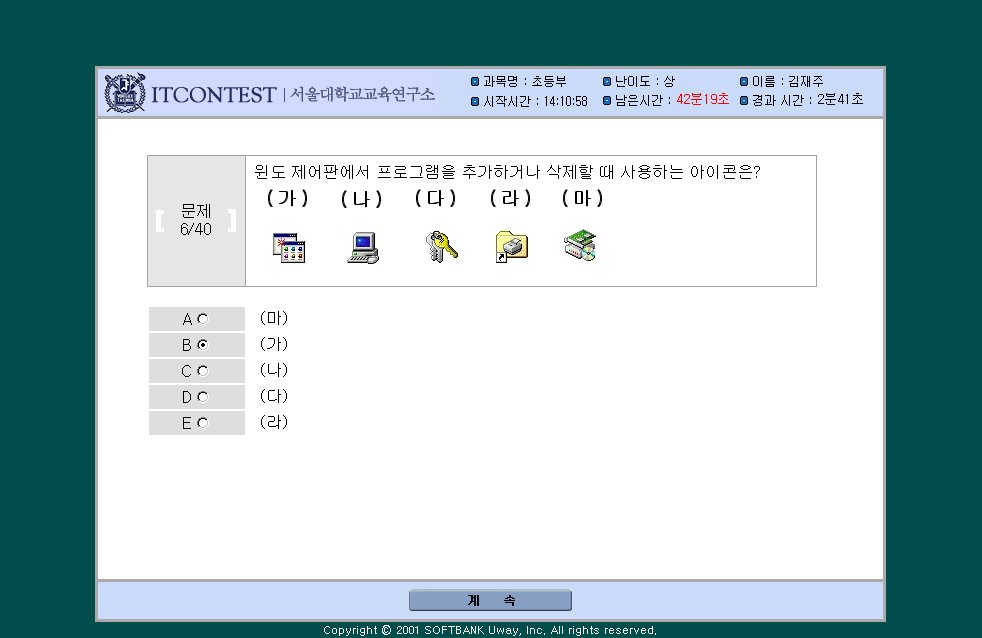 ITCONTEST | 서울대학교교육연구소
과목명 : 초등부 난이도 : 상 이름 : 김재주
시작시간 : 14:10:58 남은시간 : 42분19초 경과 시간 : 2분41초
문제
6/40
윈도 제어판에서 프로그램을 추가하거나 삭제할 때 사용하는 아이콘은?
(가) (나) (다) (라) (마)
A (마)
B (가)
C (나)
D (다)
E (라)
계 속
Copyright © 2001 SOFTBANK Uway, Inc, All rights reserved,